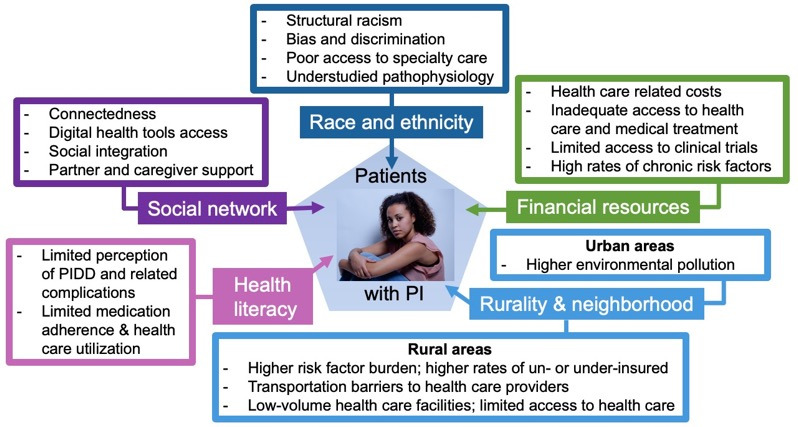 - Structural racism
- Bias and discrimination
- Poor access to specialty care
- Understudied pathophysiology
Race and ethnicity
- Connectedness
- Digital health tools access
- Social integration
- Partner and caregiver support
Social network
- Health care related costs
- Inadequate access to health
care and medical treatment
- Limited access to clinical trials
- High rates of chronic risk factors
Financial resources
Patients
with PI
- Limited perception
of PIDD and related
complications
- Limited medication
adherence & health
care utilization
Health
literacy
Urban areas
- Higher environmental pollution
Rurality & neighborhood
Rural areas
- Higher risk factor burden; higher rates of un- or under-insured
- Transportation barriers to health care providers
- Low-volume health care facilities; limited access to health care